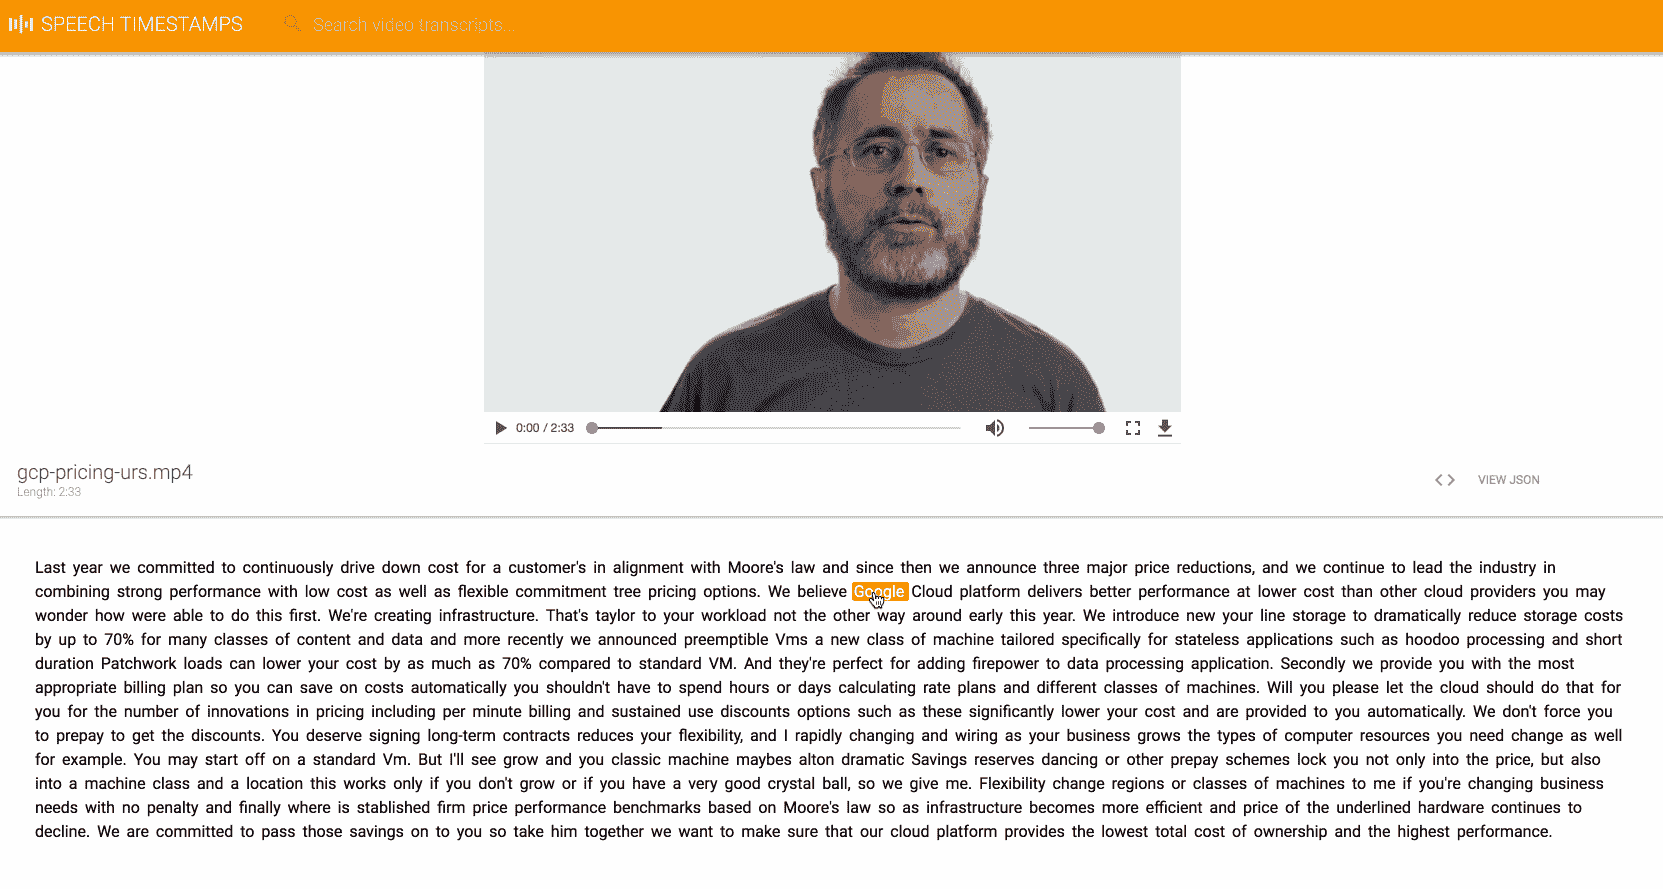 SPEECH TIMESTAMPS
Search video transcripts...
0:00 / 2:33
gcp-pricing-urs.mp4
Length: 2:33
<> VIEW JSON
Last year we committed to continuously drive down cost for a customer's in alignment with Moore's law and since then we announce three major price reductions, and we continue to lead the industry in
combining strong performance with low cost as well as flexible commitment tree pricing options. We believe Google Cloud platform delivers better performance at lower cost than other cloud providers you may
wonder how were able to do this first. We're creating infrastructure. That's taylor to your workload not the other way around early this year. We introduce new your line storage to dramatically reduce storage costs
by up to 70% for many classes of content and data and more recently we announced preemptible Vms a new class of machine tailored specifically for stateless applications such as hoodoo processing and short
duration Patchwork loads can lower your cost by as much as 70% compared to standard VM. And they're perfect for adding firepower to data processing application. Secondly we provide you with the most
appropriate billing plan so you can save on costs automatically you shouldn't have to spend hours or days calculating rate plans and different classes of machines. Will you please let the cloud should do that for
you for the number of innovations in pricing including per minute billing and sustained use discounts options such as these significantly lower your cost and are provided to you automatically. We don't force you
to prepay to get the discounts. You deserve signing long-term contracts reduces your flexibility, and I rapidly changing and wiring as your business grows the types of computer resources you need change as well
for example. You may start off on a standard Vm. But I'll see grow and you classic machine maybes alton dramatic Savings reserves dancing or other prepay schemes lock you not only into the price, but also
into a machine class and a location this works only if you don't grow or if you have a very good crystal ball, so we give me. Flexibility change regions or classes of machines to me if you're changing business
needs with no penalty and finally where is stablished firm price performance benchmarks based on Moore's law so as infrastructure becomes more efficient and price of the underlined hardware continues to
decline. We are committed to pass those savings on to you so take him together we want to make sure that our cloud platform provides the lowest total cost of ownership and the highest performance.